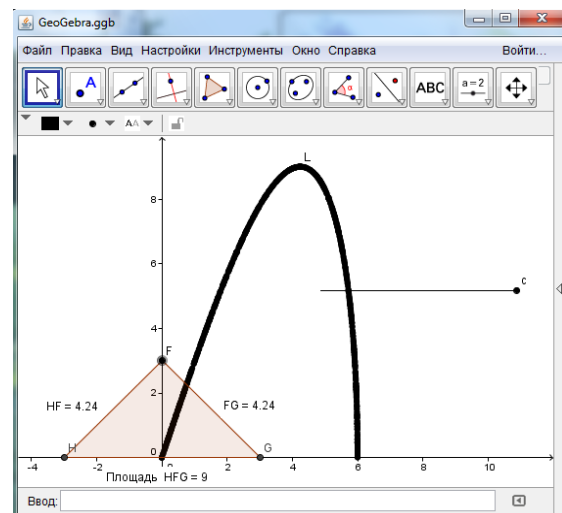 GeoGebra.ggb
Файл Правка Вид Настройки Инструменты Окно Справка Войти...
A α ABC a = 2
AA
L
8
c
6
4
F
2
HF = 4.24 FG = 4.24
H G
0
-4 -2 2 4 6 8 10
Площадь HFG = 9
Ввод: